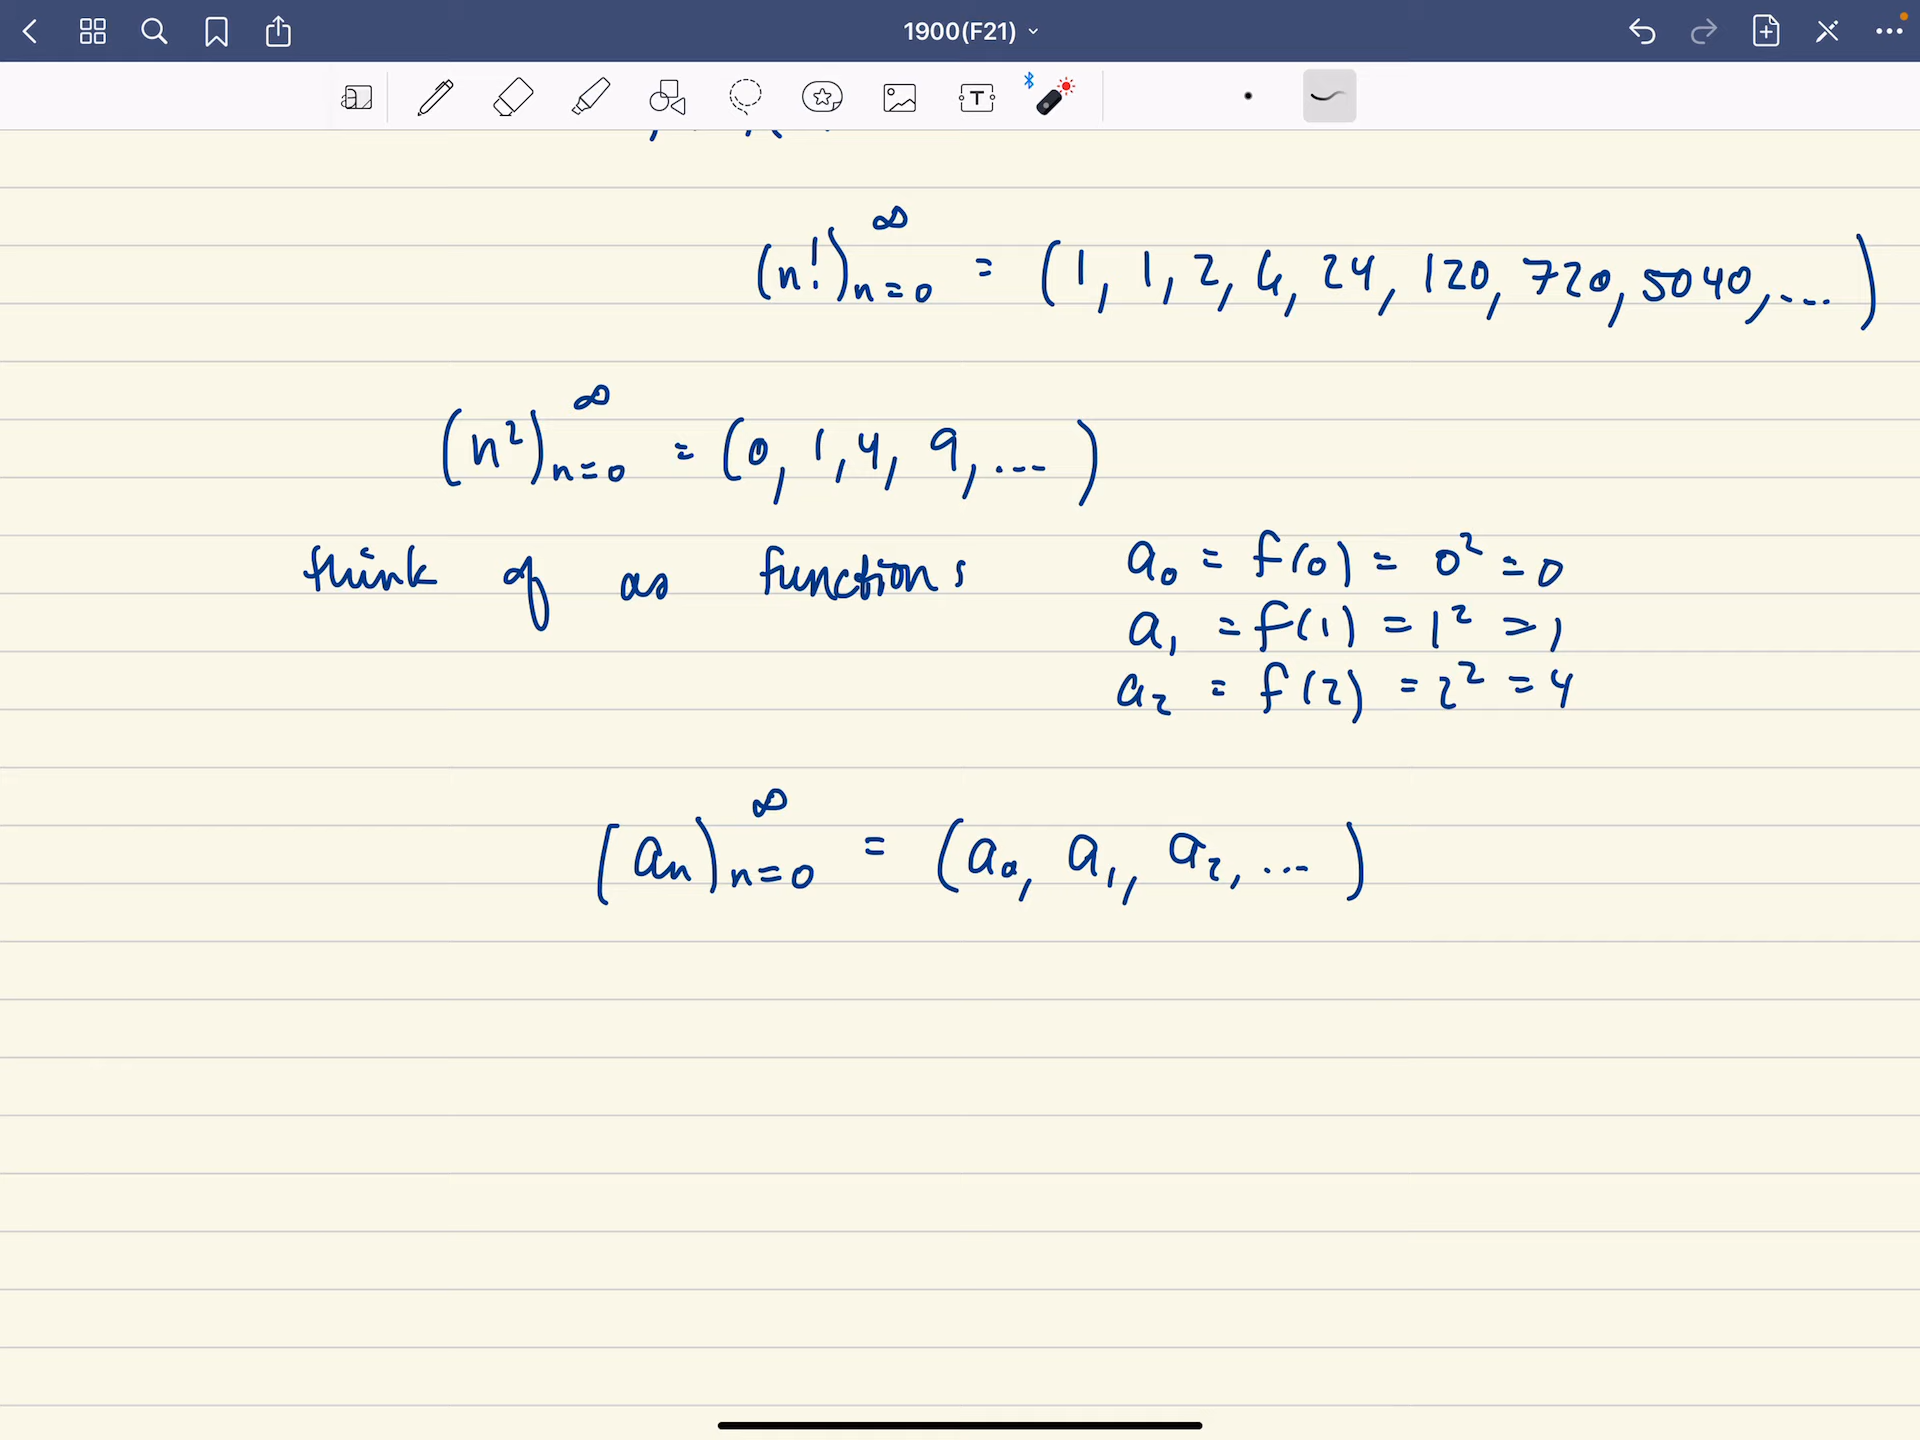 1900(F21)
(n!)_{n=0}^∞ = (1, 1, 2, 6, 24, 120, 720, 5040, ... )
(n²)_{n=0}^∞ = (0, 1, 4, 9, ... )
think of as functions
a₀ = f(0) = 0² = 0
a₁ = f(1) = 1² = 1
a₂ = f(2) = 2² = 4
(aₙ)_{n=0}^∞ = (a₀, a₁, a₂, ... )